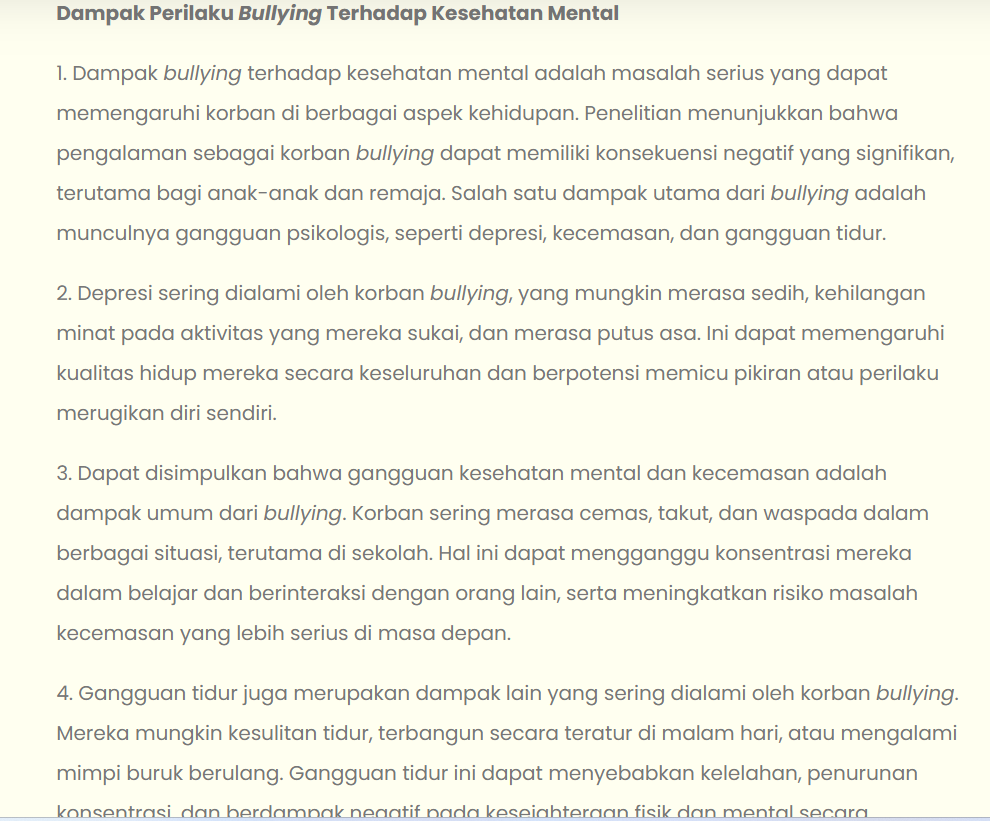 Dampak Perilaku Bullying Terhadap Kesehatan Mental
1. Dampak bullying terhadap kesehatan mental adalah masalah serius yang dapat
memengaruhi korban di berbagai aspek kehidupan. Penelitian menunjukkan bahwa
pengalaman sebagai korban bullying dapat memiliki konsekuensi negatif yang signifikan,
terutama bagi anak-anak dan remaja. Salah satu dampak utama dari bullying adalah
munculnya gangguan psikologis, seperti depresi, kecemasan, dan gangguan tidur.
2. Depresi sering dialami oleh korban bullying, yang mungkin merasa sedih, kehilangan
minat pada aktivitas yang mereka sukai, dan merasa putus asa. Ini dapat memengaruhi
kualitas hidup mereka secara keseluruhan dan berpotensi memicu pikiran atau perilaku
merugikan diri sendiri.
3. Dapat disimpulkan bahwa gangguan kesehatan mental dan kecemasan adalah
dampak umum dari bullying. Korban sering merasa cemas, takut, dan waspada dalam
berbagai situasi, terutama di sekolah. Hal ini dapat mengganggu konsentrasi mereka
dalam belajar dan berinteraksi dengan orang lain, serta meningkatkan risiko masalah
kecemasan yang lebih serius di masa depan.
4. Gangguan tidur juga merupakan dampak lain yang sering dialami oleh korban bullying.
Mereka mungkin kesulitan tidur, terbangun secara teratur di malam hari, atau mengalami
mimpi buruk berulang. Gangguan tidur ini dapat menyebabkan kelelahan, penurunan
konsentrasi, dan berdampak negatif pada kesejahteraan fisik dan mental secara